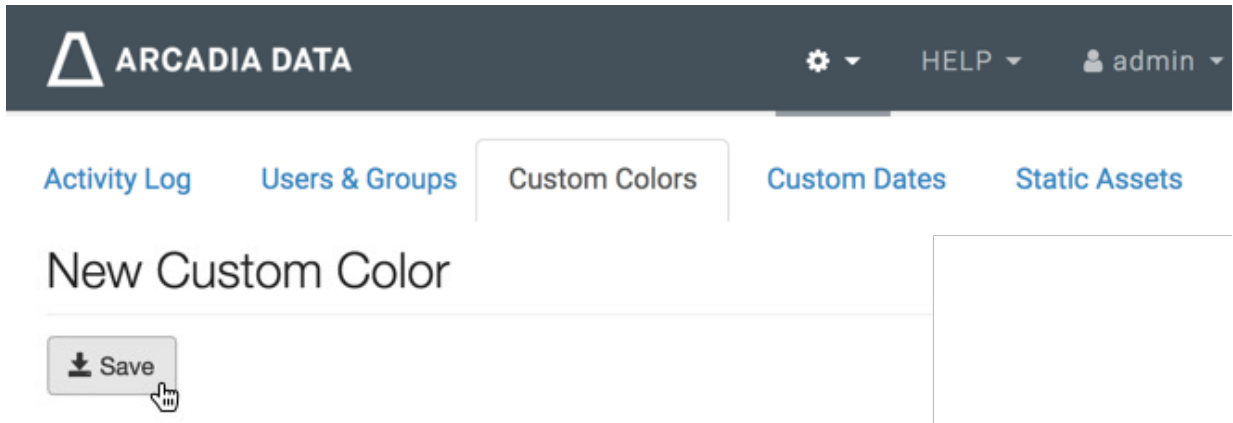 ARCADIA DATA HELP admin
Activity Log Users & Groups Custom Colors Custom Dates Static Assets
New Custom Color
Save